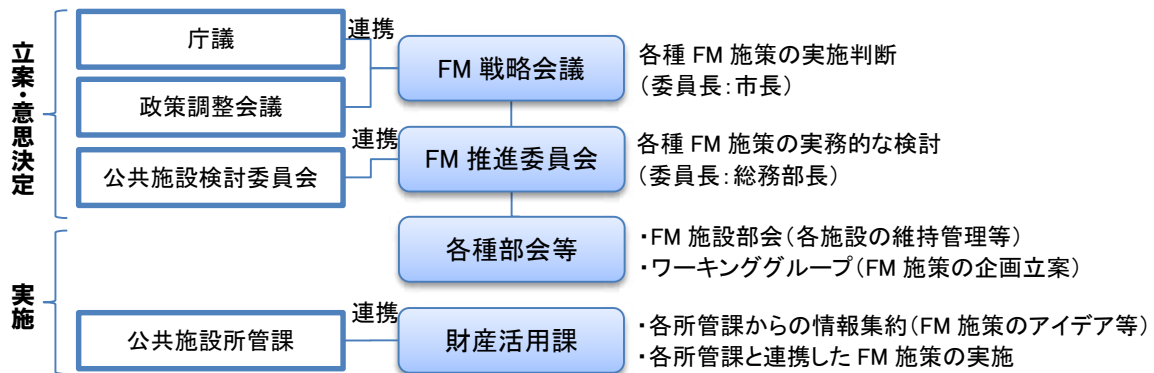 立案・意思決定
庁議
連携
政策調整会議
FM 戦略会議
各種 FM 施策の実施判断
（委員長：市長）
公共施設検討委員会
連携
FM 推進委員会
各種 FM 施策の実務的な検討
（委員長：総務部長）
実施
各種部会等
・FM 施設部会（各施設の維持管理等）
・ワーキンググループ（FM 施策の企画立案）
公共施設所管課
連携
財産活用課
・各所管課からの情報集約（FM 施策のアイデア等）
・各所管課と連携した FM 施策の実施